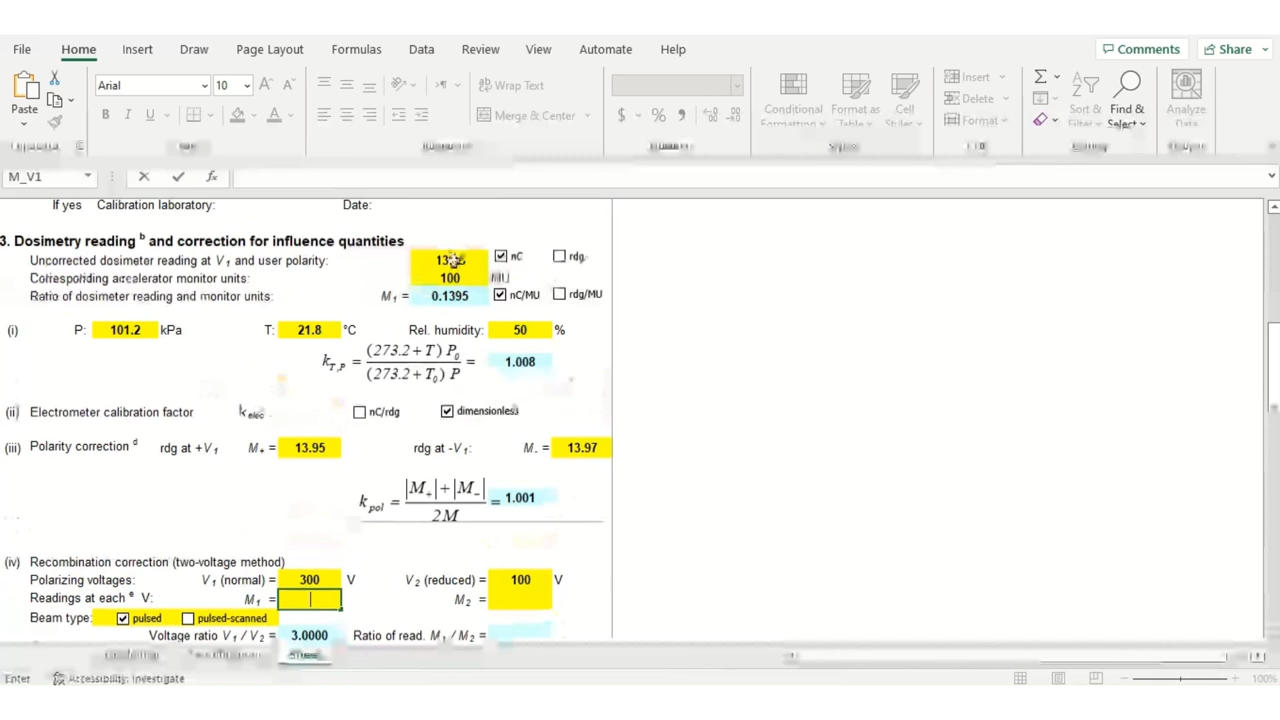 File Home Insert Draw Page Layout Formulas Data Review View Automate Help Comments Share
Arial 10 Wrap Text Insert
Paste B I U Merge & Center $ % Conditional Format as Cell Delete Sort & Find & Analyze
Formatting Table Styles Format Filter Select Data
M_V1 fx
If yes Calibration laboratory: Date:
3. Dosimetry reading b and correction for influence quantities
Uncorrected dosimeter reading at V1 and user polarity: nC rdg
Corresponding accelerator monitor units: 100 MU
Ratio of dosimeter reading and monitor units: M1 = 0.1395 nC/MU rdg/MU
(i) P: 101.2 kPa T: 21.8 °C Rel. humidity: 50 %
kT,P = (273.2 + T) P0 / (273.2 + T0) P = 1.008
(ii) Electrometer calibration factor kelec nC/rdg dimensionless
(iii) Polarity correction d rdg at +V1 M+ = 13.95 rdg at -V1: M- = 13.97
kpol = |M+| + |M-| / 2M = 1.001
(iv) Recombination correction (two-voltage method)
Polarizing voltages: V1 (normal) = 300 V V2 (reduced) = 100 V
Readings at each e V: M1 = M2 =
Beam type: pulsed pulsed-scanned
Voltage ratio V1 / V2 = 3.0000 Ratio of read. M1 / M2 =
Enter Accessibility: Investigate 100%